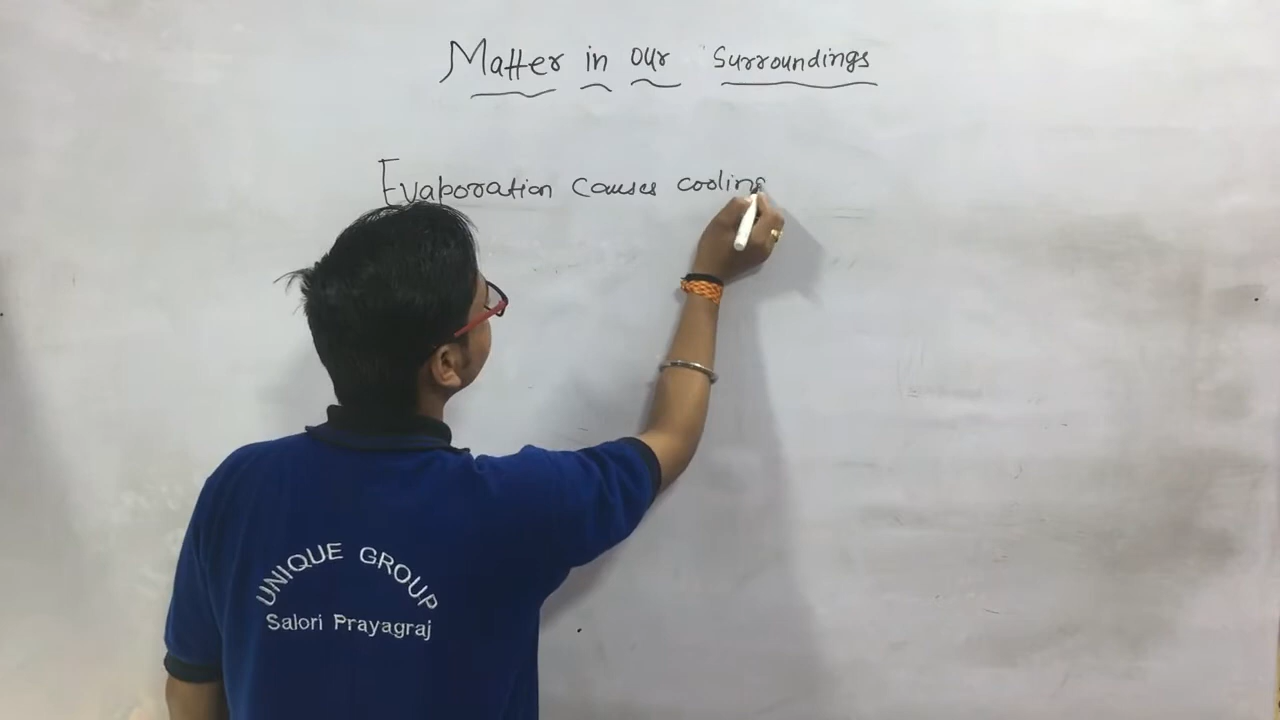 Matter in our Surroundings
Evaporation causes cooling
UNIQUE GROUP
Salori Prayagraj